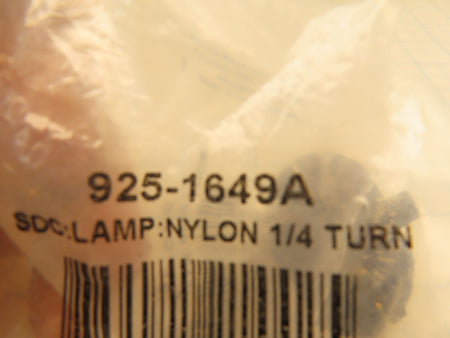 925-1649A
SDC:LAMP:NYLON 1/4 TURN